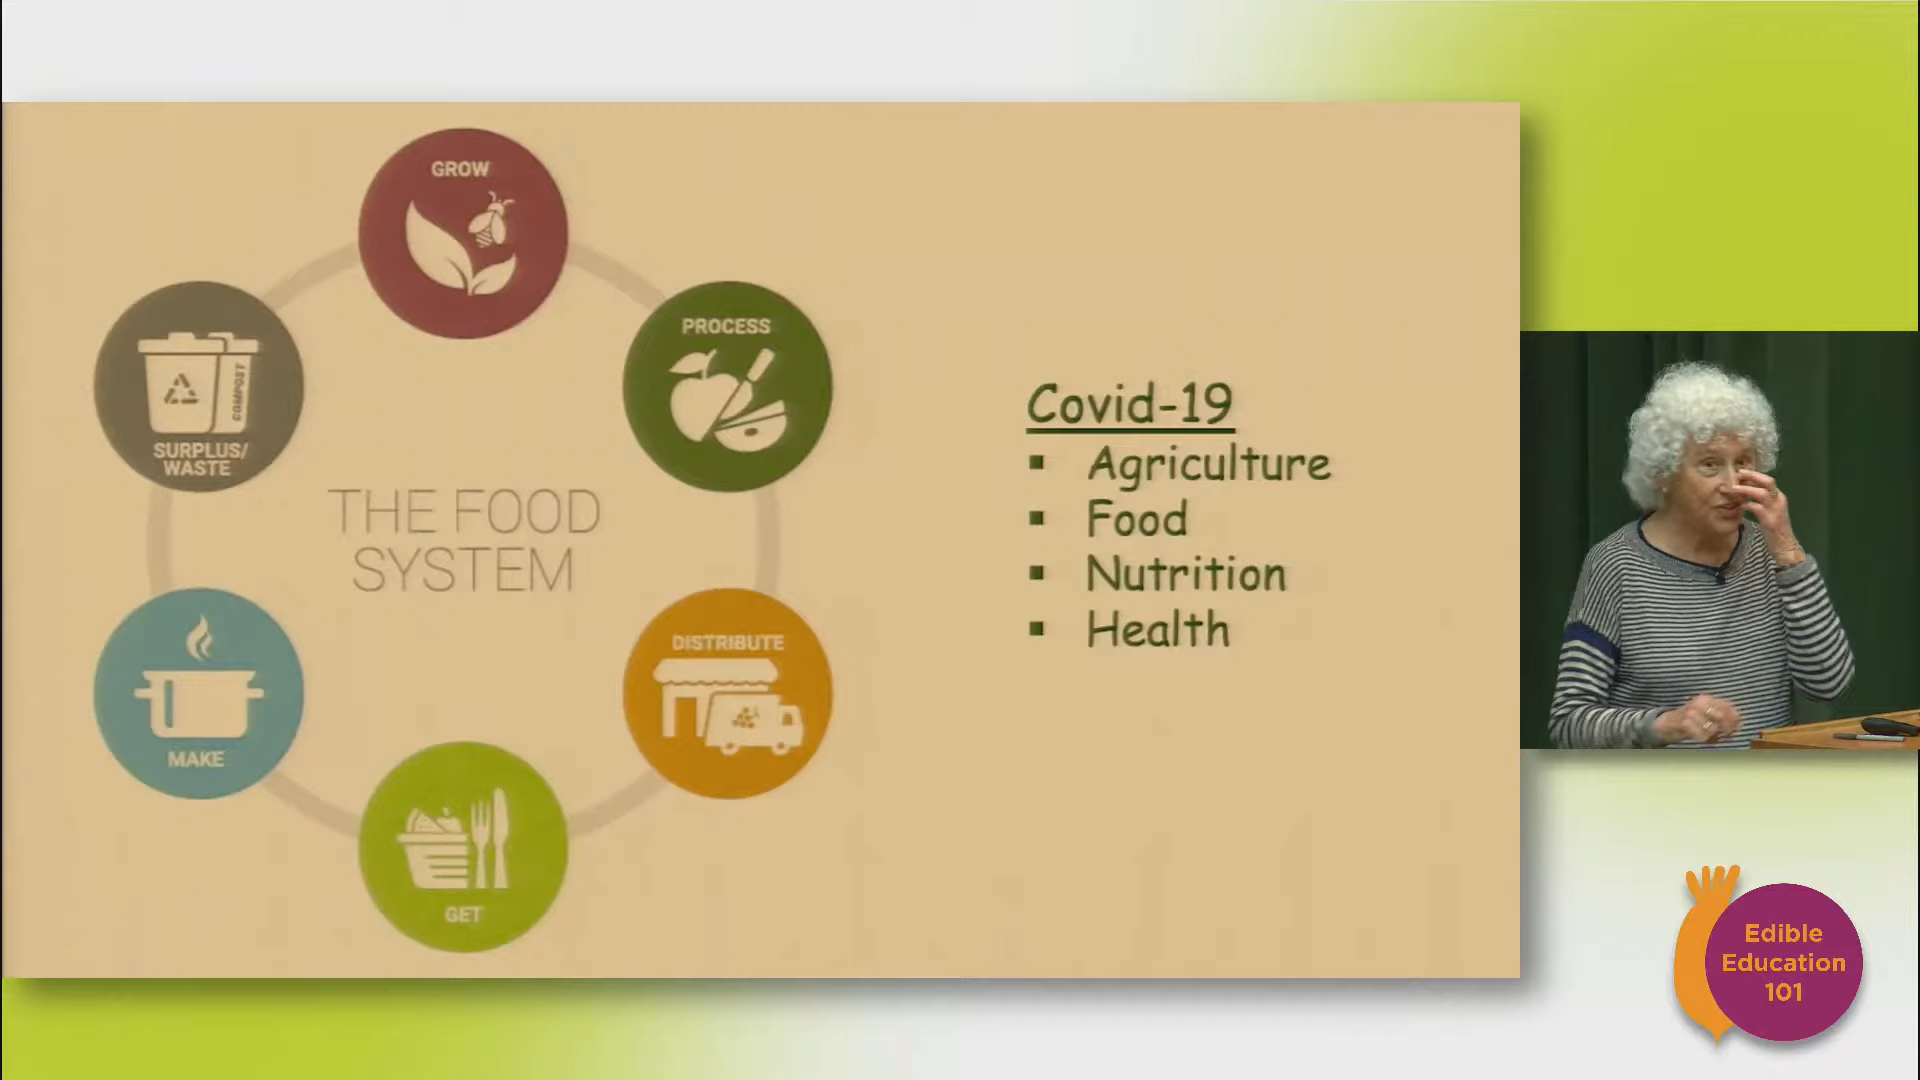 GROW
PROCESS
COMPOST
SURPLUS/
WASTE
THE FOOD
SYSTEM
DISTRIBUTE
MAKE
GET
Covid-19
▪ Agriculture
▪ Food
▪ Nutrition
▪ Health
Edible
Education
101